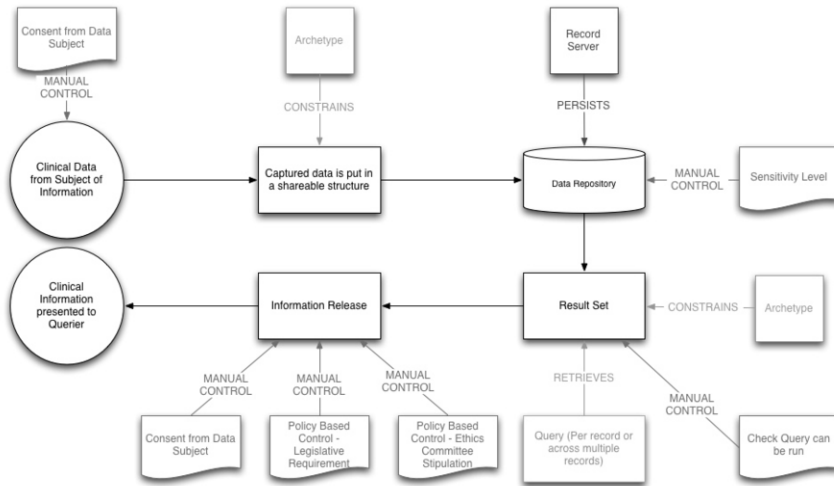 Consent from Data
Subject
Archetype
Record
Server
MANUAL
CONTROL
CONSTRAINS
PERSISTS
Clinical Data
from Subject of
Information
Captured data is put in
a shareable structure
Data Repository
MANUAL
CONTROL
Sensitivity Level
Clinical
Information
presented to
Querier
Information Release
Result Set
CONSTRAINS
Archetype
MANUAL
CONTROL
MANUAL
CONTROL
MANUAL
CONTROL
RETRIEVES
MANUAL
CONTROL
Consent from Data
Subject
Policy Based
Control -
Legislative
Requirement
Policy Based
Control - Ethics
Committee
Stipulation
Query (Per record or
across multiple
records)
Check Query can
be run